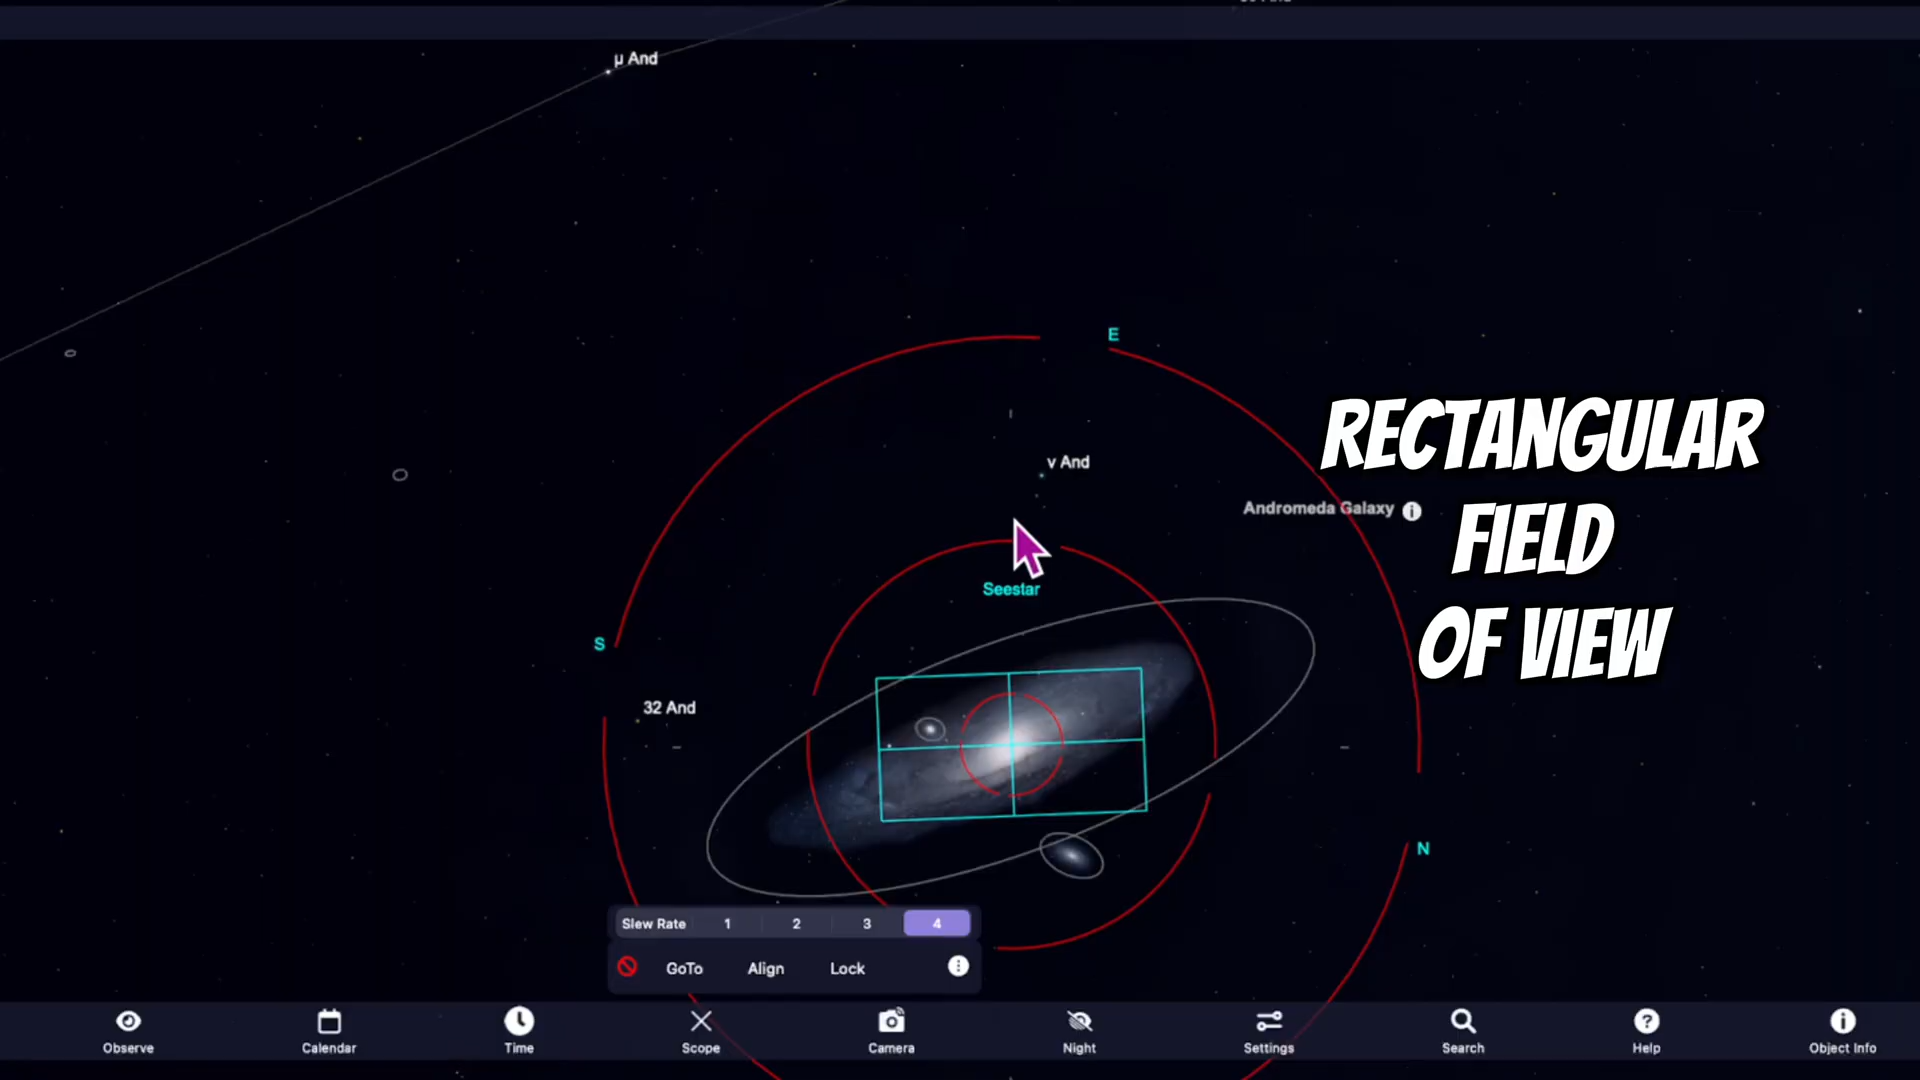 μ And
E
RECTANGULAR
FIELD
OF VIEW
ν And
Andromeda Galaxy
Seestar
S
32 And
N
Slew Rate 1 2 3 4
GoTo Align Lock
Observe Calendar Time Scope Camera Night Settings Search Help Object Info